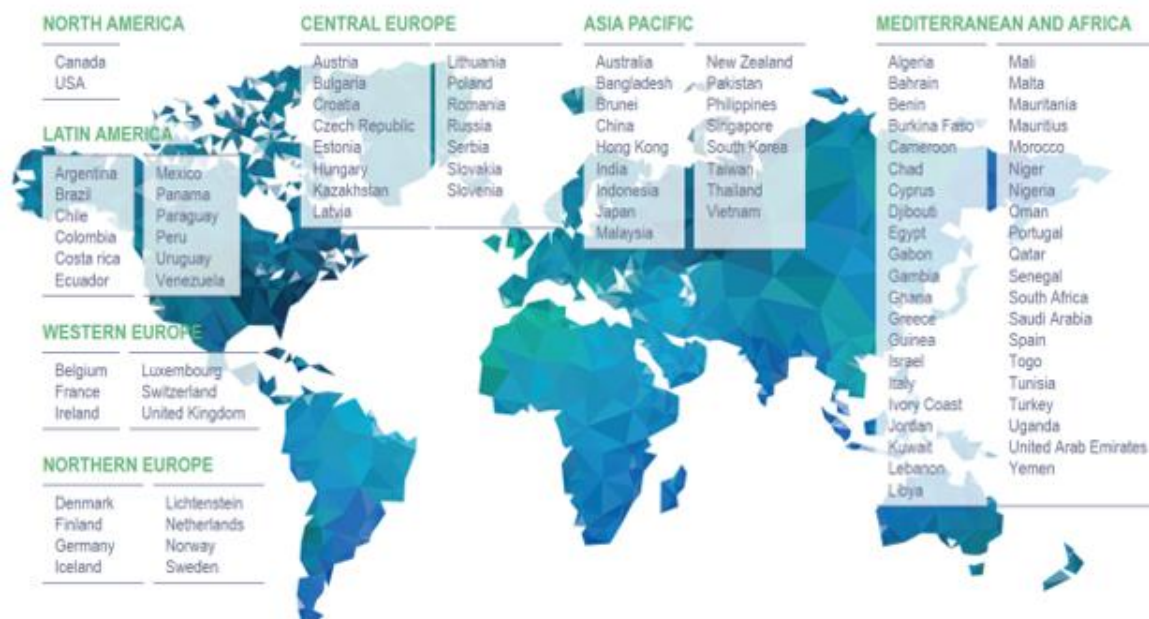 NORTH AMERICA
Canada
USA
LATIN AMERICA
Argentina
Brazil
Chile
Colombia
Costa rica
Ecuador
Mexico
Panama
Paraguay
Peru
Uruguay
Venezuela
WESTERN EUROPE
Belgium
France
Ireland
Luxembourg
Switzerland
United Kingdom
NORTHERN EUROPE
Denmark
Finland
Germany
Iceland
Lichtenstein
Netherlands
Norway
Sweden
CENTRAL EUROPE
Austria
Bulgaria
Croatia
Czech Republic
Estonia
Hungary
Kazakhstan
Latvia
Lithuania
Poland
Romania
Russia
Serbia
Slovakia
Slovenia
ASIA PACIFIC
Australia
Bangladesh
Brunei
China
Hong Kong
India
Indonesia
Japan
Malaysia
New Zealand
Pakistan
Philippines
Singapore
South Korea
Taiwan
Thailand
Vietnam
MEDITERRANEAN AND AFRICA
Algeria
Bahrain
Benin
Burkina Faso
Cameroon
Chad
Cyprus
Djibouti
Egypt
Gabon
Gambia
Ghana
Greece
Guinea
Israel
Italy
Ivory Coast
Jordan
Kuwait
Lebanon
Libya
Mali
Malta
Mauritania
Mauritius
Morocco
Niger
Nigeria
Oman
Portugal
Qatar
Senegal
South Africa
Saudi Arabia
Spain
Togo
Tunisia
Turkey
Uganda
United Arab Emirates
Yemen